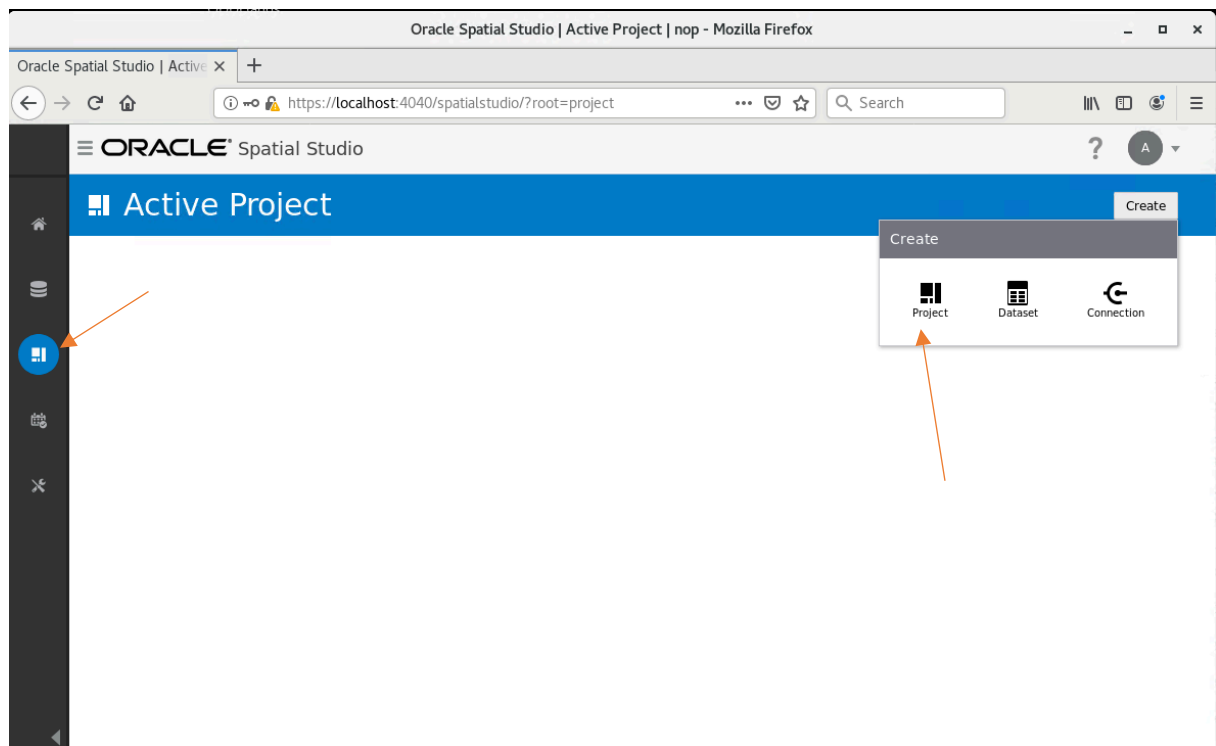 Oracle Spatial Studio | Active Project | nop - Mozilla Firefox
Oracle Spatial Studio | Active
https://localhost:4040/spatialstudio/?root=project
Search
ORACLE® Spatial Studio
?
A
Active Project
Create
Create
Project Dataset Connection